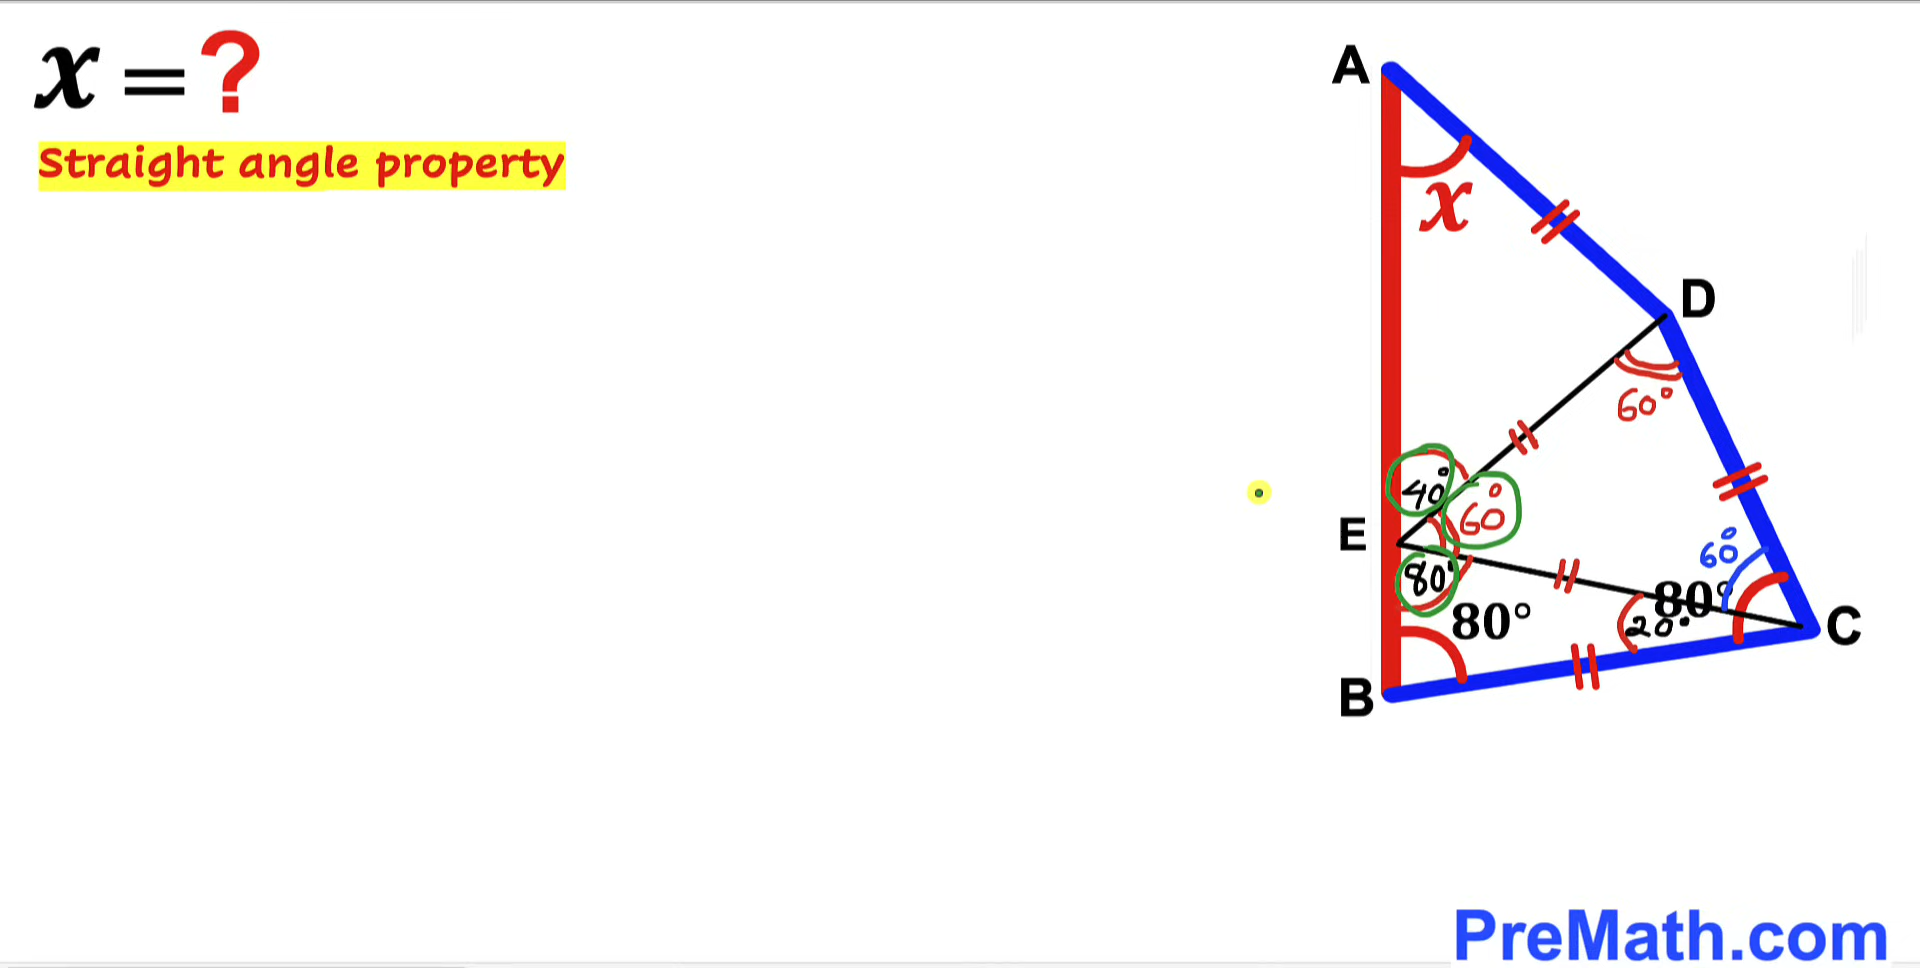 x = ?
Straight angle property
A
x
D
60°
40°
60°
E
60°
80°
80°
80°
20°
C
B
PreMath.com